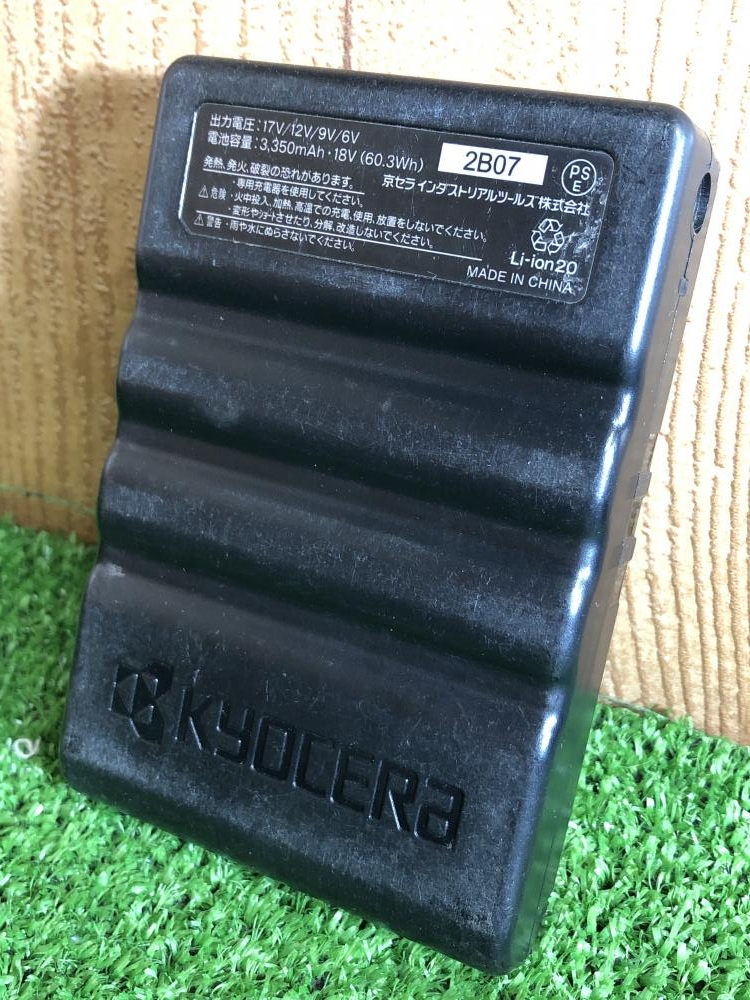 出力電圧:17V/12V/9V/6V
電池容量:3,350mAh・18V (60.3Wh)
2B07
PS
E
発熱、発火、破裂の恐れがあります。
京セラインダストリアルツールズ株式会社
⚠危険・専用充電器を使用してください。
・火中投入、加熱、高温での充電、使用、放置をしないでください。
・変形やショートさせたり、分解、改造しないでください。
⚠警告・雨や水にぬらさないでください。
Li-ion20
MADE IN CHINA
KYOCERA